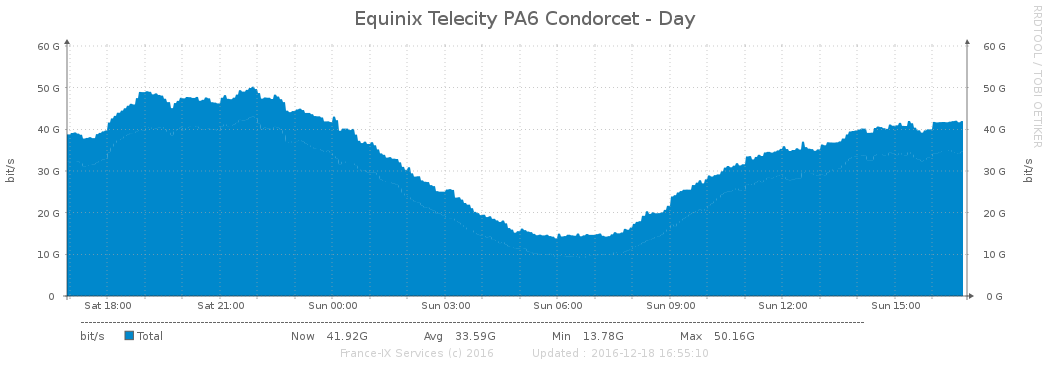 Equinix Telecity PA6 Condorcet - Day
RRDTOOL / TOBI OETIKER
60 G 60 G
50 G 50 G
40 G 40 G
30 G 30 G
20 G 20 G
10 G 10 G
0 0 G
bit/s bit/s
Sat 18:00 Sat 21:00 Sun 00:00 Sun 03:00 Sun 06:00 Sun 09:00 Sun 12:00 Sun 15:00
bit/s Total Now 41.92G Avg 33.59G Min 13.78G Max 50.16G
France-IX Services (c) 2016 Updated : 2016-12-18 16:55:10